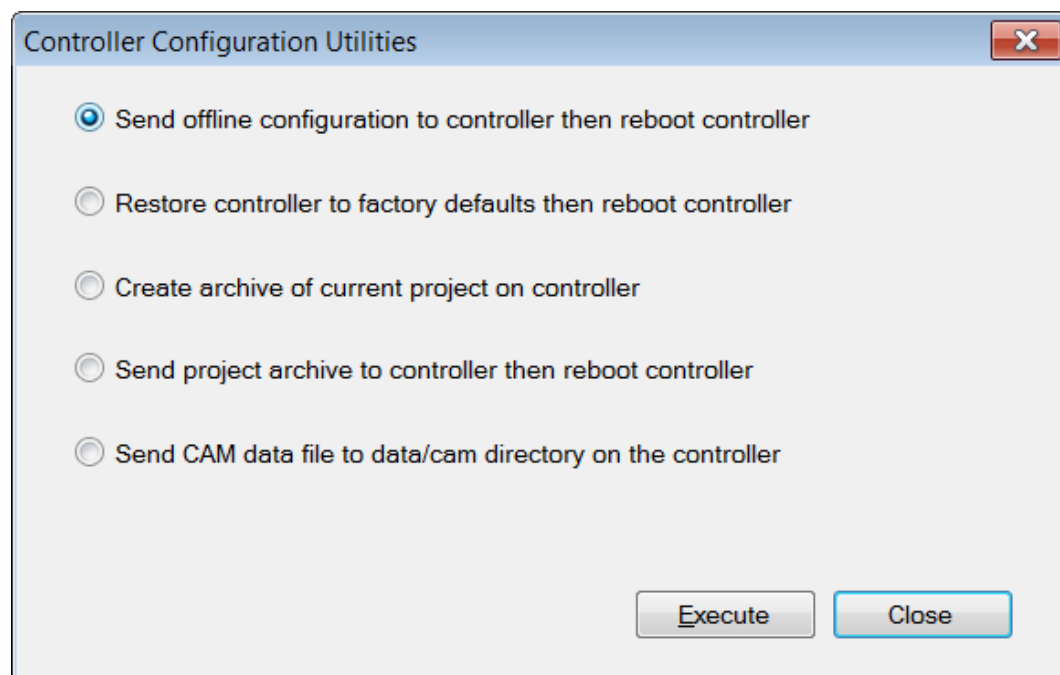 Controller Configuration Utilities
Send offline configuration to controller then reboot controller
Restore controller to factory defaults then reboot controller
Create archive of current project on controller
Send project archive to controller then reboot controller
Send CAM data file to data/cam directory on the controller
Execute Close